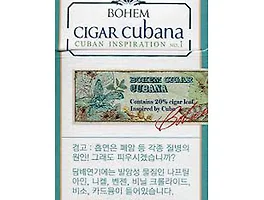 BOHEM
CIGAR cubana
CUBAN INSPIRATION NO.1
BOHEM CIGAR
CUBANA
Contains 20% cigar leaf
Inspired by Cuba
경고 : 흡연은 폐암 등 각종 질병의
원인! 그래도 피우시겠습니까?
담배연기에는 발암성 물질인 나프틸
아민, 니켈, 벤젠, 비닐 크롤라이드,
비소, 카드뮴이 들어있습니다.